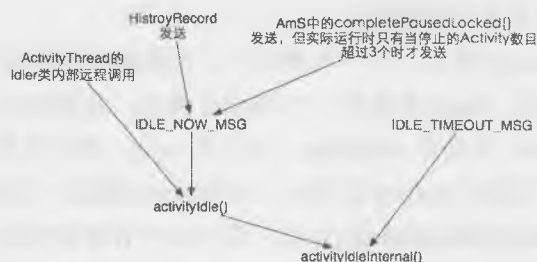 HistroyRecord
发送
AmS中的completePausedLocked()
发送，但实际运行时只有当停止的Activity数目
超过3个时才发送
ActivityThread的
Idler类内部远程调用
IDLE_NOW_MSG
IDLE_TIMEOUT_MSG
activityIdle()
activityIdleInternal()